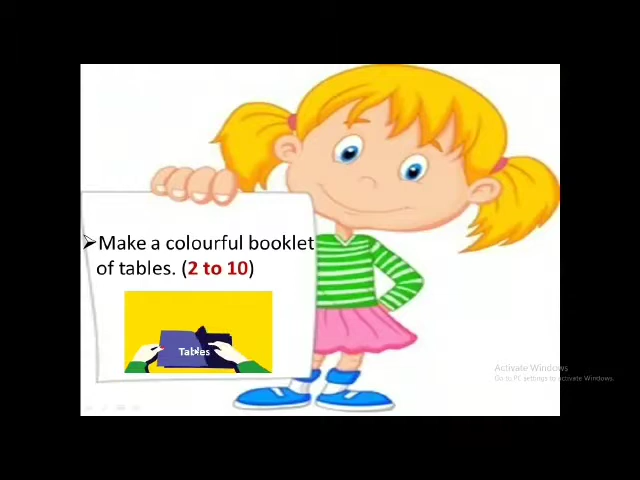 ➢Make a colourful booklet
of tables. (2 to 10)
Tables
Activate Windows
Go to PC settings to activate Windows.